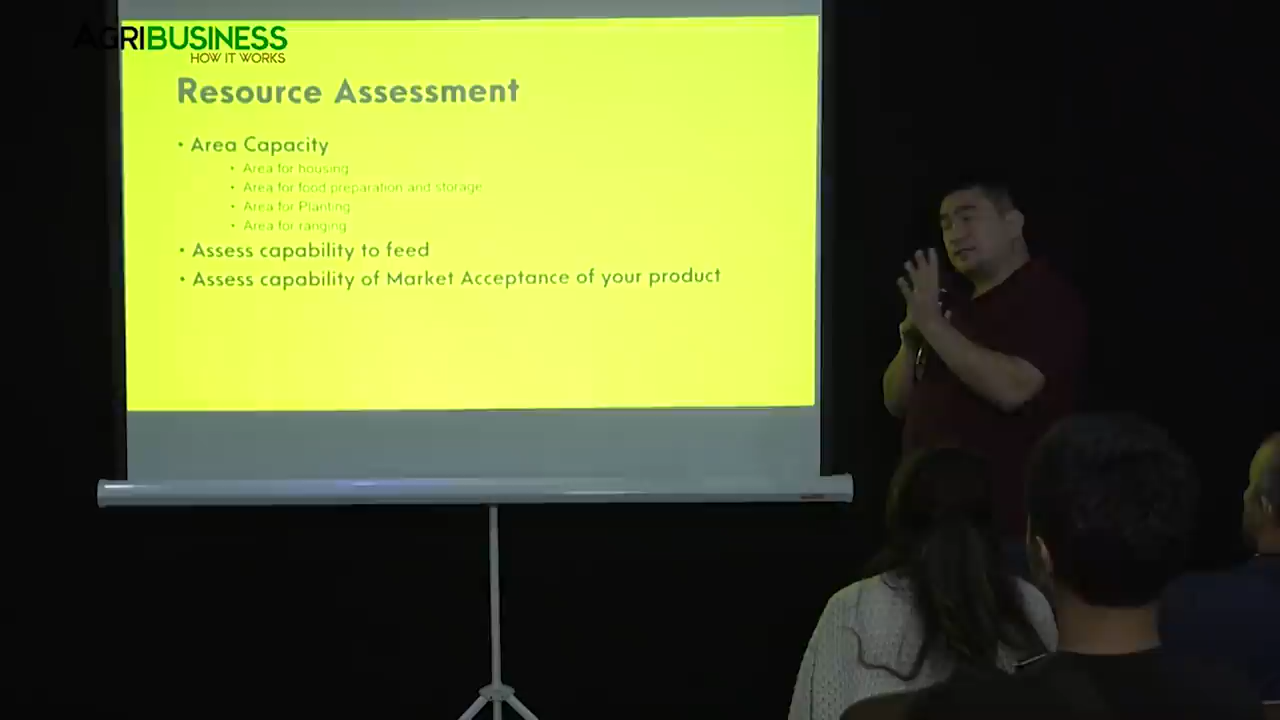 AGRIBUSINESS
HOW IT WORKS
Resource Assessment
• Area Capacity
• Area for housing
• Area for food preparation and storage
• Area for Planting
• Area for ranging
• Assess capability to feed
• Assess capability of Market Acceptance of your product